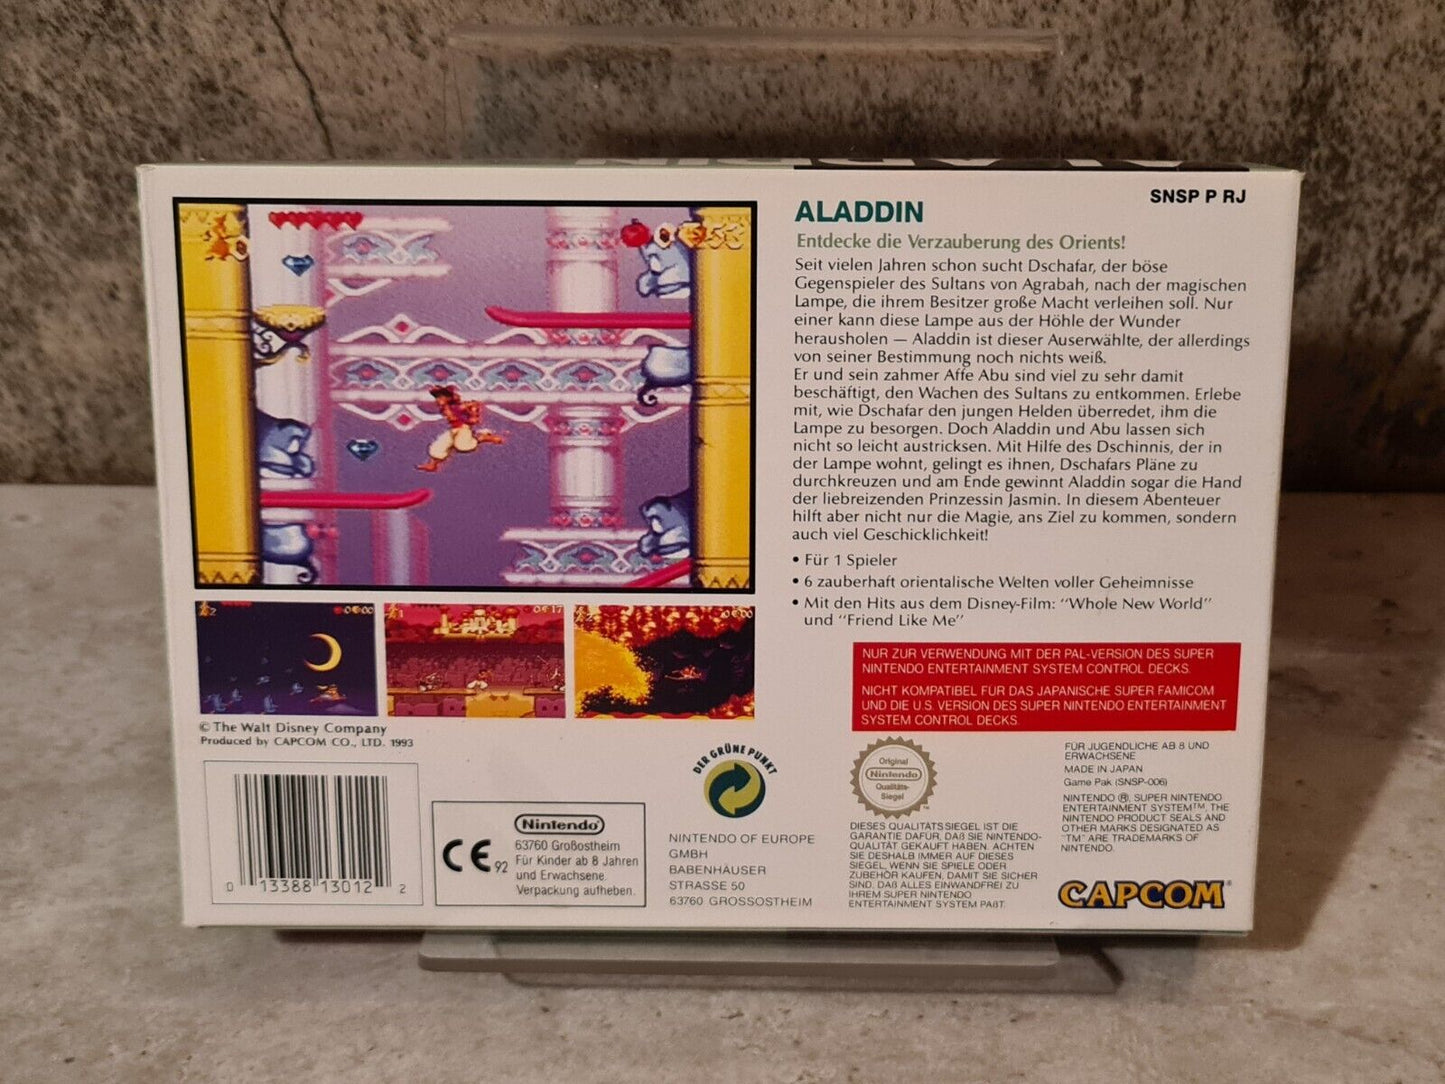 SNSP P RJ
ALADDIN
Entdecke die Verzauberung des Orients!
Seit vielen Jahren schon sucht Dschafar, der böse
Gegenspieler des Sultans von Agrabah, nach der magischen
Lampe, die ihrem Besitzer große Macht verleihen soll. Nur
einer kann diese Lampe aus der Höhle der Wunder
herausholen — Aladdin ist dieser Auserwählte, der allerdings
von seiner Bestimmung noch nichts weiß.
Er und sein zahmer Affe Abu sind viel zu sehr damit
beschäftigt, den Wachen des Sultans zu entkommen. Erlebe
mit, wie Dschafar den jungen Helden überredet, ihm die
Lampe zu besorgen. Doch Aladdin und Abu lassen sich
nicht so leicht austricksen. Mit Hilfe des Dschinnis, der in
der Lampe wohnt, gelingt es ihnen, Dschafars Pläne zu
durchkreuzen und am Ende gewinnt Aladdin sogar die Hand
der liebreizenden Prinzessin Jasmin. In diesem Abenteuer
hilft aber nicht nur die Magie, ans Ziel zu kommen, sondern
auch viel Geschicklichkeit!
• Für 1 Spieler
• 6 zauberhaft orientalische Welten voller Geheimnisse
• Mit den Hits aus dem Disney-Film: "Whole New World"
und "Friend Like Me"
NUR ZUR VERWENDUNG MIT DER PAL-VERSION DES SUPER
NINTENDO ENTERTAINMENT SYSTEM CONTROL DECKS.
NICHT KOMPATIBEL FÜR DAS JAPANISCHE SUPER FAMICOM
UND DIE U.S. VERSION DES SUPER NINTENDO ENTERTAINMENT
SYSTEM CONTROL DECKS.
© The Walt Disney Company
Produced by CAPCOM CO., LTD. 1993
0 13388 13012 2
CE 92
Nintendo
63760 Großostheim
Für Kinder ab 8 Jahren
und Erwachsene.
Verpackung aufheben.
DER GRÜNE PUNKT
NINTENDO OF EUROPE
GMBH
BABENHÄUSER
STRASSE 50
63760 GROSSOSTHEIM
Original
Nintendo
Qualitäts-
Siegel
TM
DIESES QUALITÄTSSIEGEL IST DIE
GARANTIE DAFÜR, DAß SIE NINTENDO-
QUALITÄT GEKAUFT HABEN. ACHTEN
SIE DESHALB IMMER AUF DIESES
SIEGEL, WENN SIE SPIELE ODER
ZUBEHÖR KAUFEN, DAMIT SIE SICHER
SIND, DAß ALLES EINWANDFREI ZU
IHREM SUPER NINTENDO
ENTERTAINMENT SYSTEM PAßT.
FÜR JUGENDLICHE AB 8 UND
ERWACHSENE
MADE IN JAPAN
Game Pak (SNSP-006)
NINTENDO ®, SUPER NINTENDO
ENTERTAINMENT SYSTEM™, THE
NINTENDO PRODUCT SEALS AND
OTHER MARKS DESIGNATED AS
"TM" ARE TRADEMARKS OF
NINTENDO.
CAPCOM®